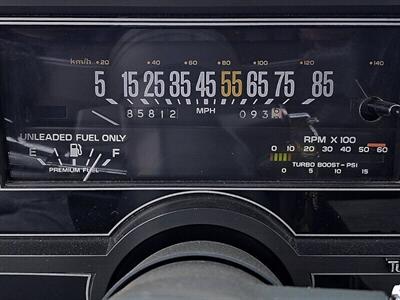 km/h 20 40 60 80 100 120 140
5 15 25 35 45 55 65 75 85
85812 MPH 093
UNLEADED FUEL ONLY
E F
PREMIUM FUEL
RPM X 100
0 10 20 30 40 50 60
TURBO BOOST - PSI
0 5 10 15